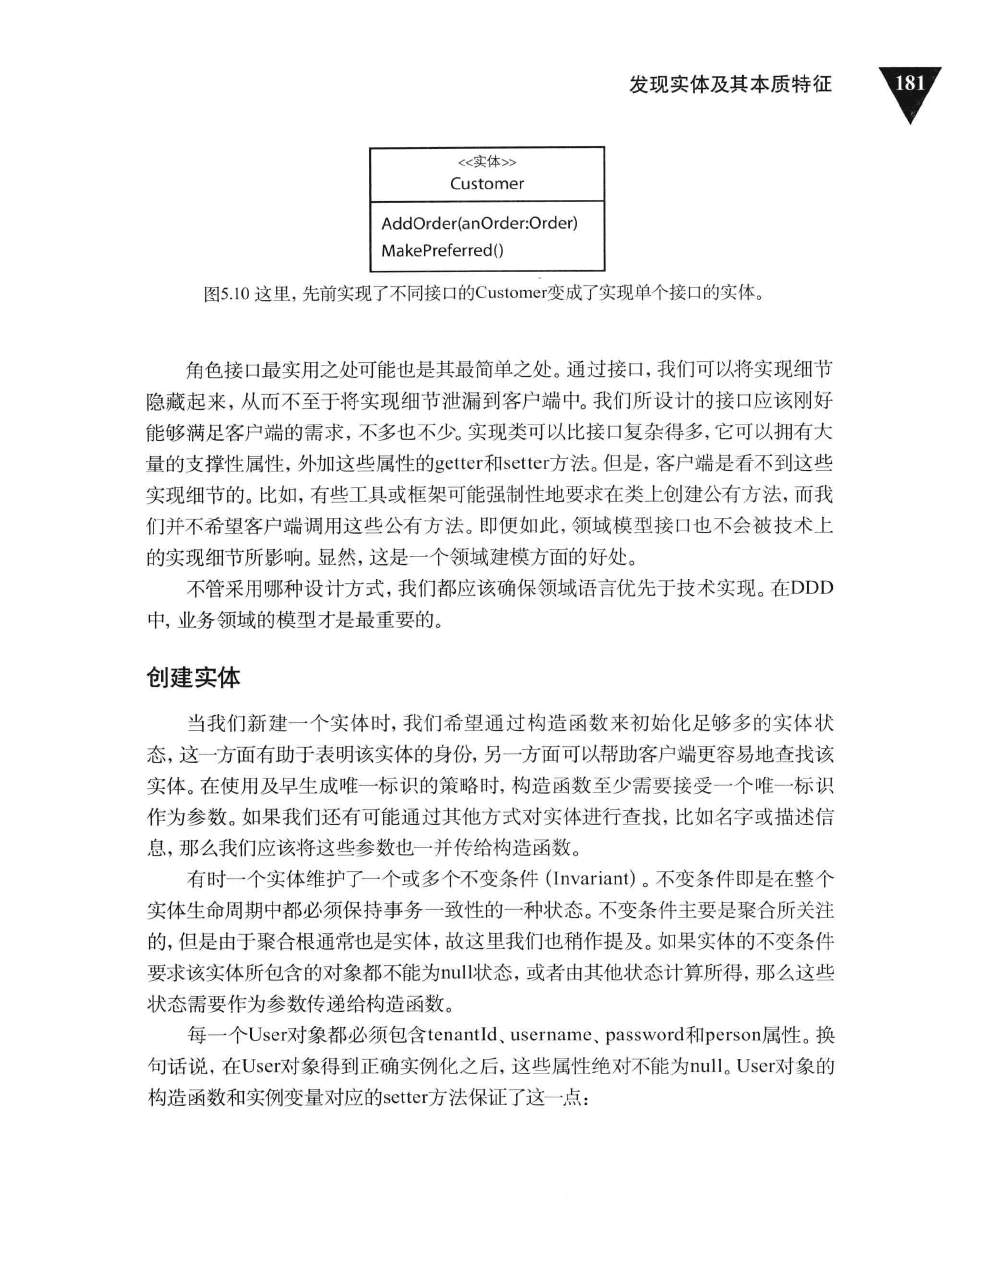 发现实体及其本质特征
181
<<实体>>
Customer
AddOrder(anOrder:Order)
MakePreferred()
图5.10 这里, 先前实现了不同接口的Customer变成了实现单个接口的实体。
角色接口最实用之处可能也是其最简单之处。通过接口, 我们可以将实现细节
隐藏起来, 从而不至于将实现细节泄漏到客户端中。我们所设计的接口应该刚好
能够满足客户端的需求, 不多也不少。实现类可以比接口复杂得多, 它可以拥有大
量的支撑性属性, 外加这些属性的getter和setter方法。但是, 客户端是看不到这些
实现细节的。比如, 有些工具或框架可能强制性地要求在类上创建公有方法, 而我
们并不希望客户端调用这些公有方法。即便如此, 领域模型接口也不会被技术上
的实现细节所影响。显然, 这是一个领域建模方面的好处。
不管采用哪种设计方式, 我们都应该确保领域语言优先于技术实现。在DDD
中, 业务领域的模型才是最重要的。
创建实体
当我们新建一个实体时, 我们希望通过构造函数来初始化足够多的实体状
态, 这一方面有助于表明该实体的身份, 另一方面可以帮助客户端更容易地查找该
实体。在使用及早生成唯一标识的策略时, 构造函数至少需要接受一个唯一标识
作为参数。如果我们还有可能通过其他方式对实体进行查找, 比如名字或描述信
息, 那么我们应该将这些参数也一并传给构造函数。
有时一个实体维护了一个或多个不变条件 (Invariant) 。不变条件即是在整个
实体生命周期中都必须保持事务一致性的一种状态。不变条件主要是聚合所关注
的, 但是由于聚合根通常也是实体, 故这里我们也稍作提及。如果实体的不变条件
要求该实体所包含的对象都不能为null状态, 或者由其他状态计算所得, 那么这些
状态需要作为参数传递给构造函数。
每一个User对象都必须包含tenantId、username、password和person属性。换
句话说, 在User对象得到正确实例化之后, 这些属性绝对不能为null。User对象的
构造函数和实例变量对应的setter方法保证了这一点: